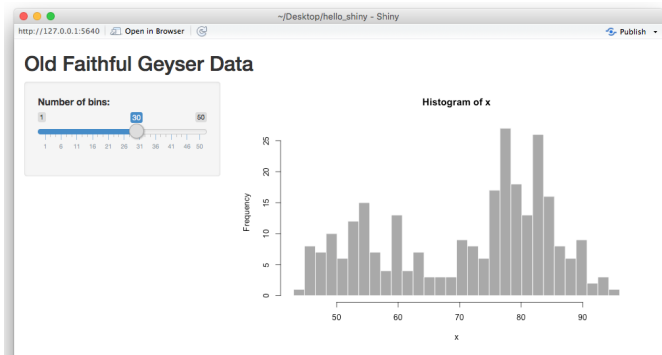 ~/Desktop/hello_shiny - Shiny
http://127.0.0.1:5640 Open in Browser Publish
Old Faithful Geyser Data
Number of bins:
1 30 50
1 6 11 16 21 26 31 36 41 46 50
Histogram of x
Frequency
0 5 10 15 20 25
50 60 70 80 90
x